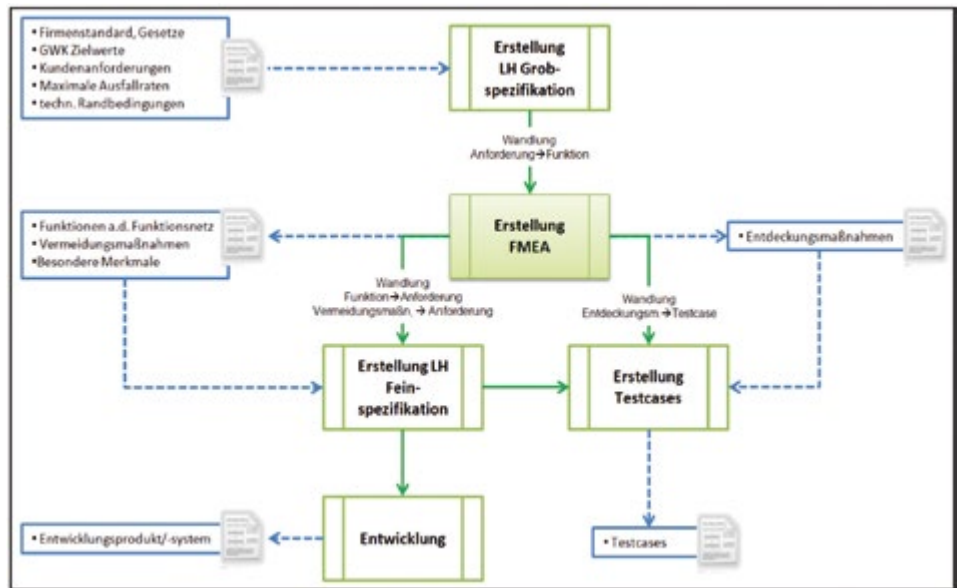 • Firmenstandard, Gesetze
• GWK Zielwerte
• Kundenanforderungen
• Maximale Ausfallraten
• techn. Randbedingungen
Erstellung
LH Grob-
spezifikation
Wandlung
Anforderung→Funktion
• Funktionen a.d. Funktionsnetz
• Vermeidungsmaßnahmen
• Besondere Merkmale
Erstellung
FMEA
• Entdeckungsmaßnahmen
Wandlung
Funktion→Anforderung
Vermeidungsmaßn. → Anforderung
Wandlung
Entdeckungsm→Testcase
Erstellung LH
Fein-
spezifikation
Erstellung
Testcases
• Entwicklungsprodukt/-system
Entwicklung
• Testcases